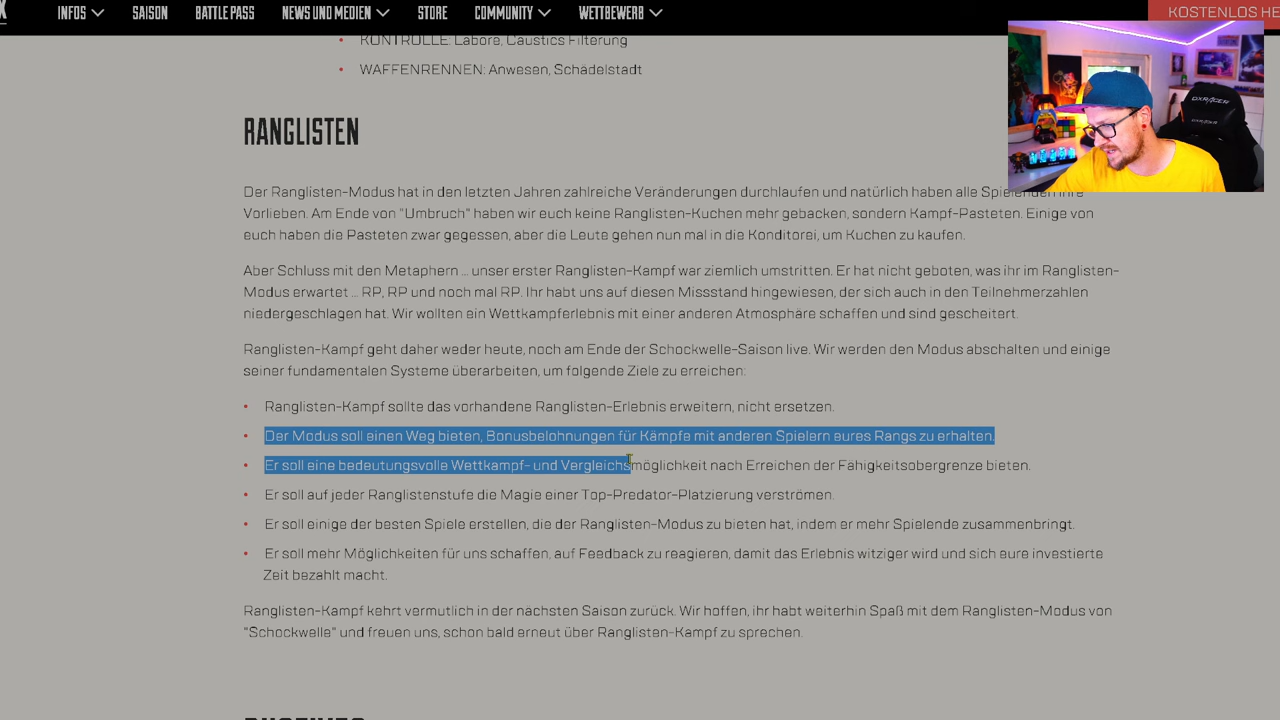 INFOS
SAISON
BATTLE PASS
NEWS UND MEDIEN
STORE
COMMUNITY
WETTBEWERB
KOSTENLOS HE
KONTROLLE: Labore, Caustics Filterung
WAFFENRENNEN: Anwesen, Schädelstadt
DXRACER
RANGLISTEN
Der Ranglisten-Modus hat in den letzten Jahren zahlreiche Veränderungen durchlaufen und natürlich haben alle Spielenden ihre
Vorlieben. Am Ende von "Umbruch" haben wir euch keine Ranglisten-Kuchen mehr gebacken, sondern Kampf-Pasteten. Einige von
euch haben die Pasteten zwar gegessen, aber die Leute gehen nun mal in die Konditorei, um Kuchen zu kaufen.
Aber Schluss mit den Metaphern ... unser erster Ranglisten-Kampf war ziemlich umstritten. Er hat nicht geboten, was ihr im Ranglisten-
Modus erwartet ... RP, RP und noch mal RP. Ihr habt uns auf diesen Missstand hingewiesen, der sich auch in den Teilnehmerzahlen
niedergeschlagen hat. Wir wollten ein Wettkampferlebnis mit einer anderen Atmosphäre schaffen und sind gescheitert.
Ranglisten-Kampf geht daher weder heute, noch am Ende der Schockwelle-Saison live. Wir werden den Modus abschalten und einige
seiner fundamentalen Systeme überarbeiten, um folgende Ziele zu erreichen:
• Ranglisten-Kampf sollte das vorhandene Ranglisten-Erlebnis erweitern, nicht ersetzen.
• Der Modus soll einen Weg bieten, Bonusbelohnungen für Kämpfe mit anderen Spielern eures Rangs zu erhalten.
• Er soll eine bedeutungsvolle Wettkampf- und Vergleichsmöglichkeit nach Erreichen der Fähigkeitsobergrenze bieten.
• Er soll auf jeder Ranglistenstufe die Magie einer Top-Predator-Platzierung verströmen.
• Er soll einige der besten Spiele erstellen, die der Ranglisten-Modus zu bieten hat, indem er mehr Spielende zusammenbringt.
• Er soll mehr Möglichkeiten für uns schaffen, auf Feedback zu reagieren, damit das Erlebnis witziger wird und sich eure investierte
Zeit bezahlt macht.
Ranglisten-Kampf kehrt vermutlich in der nächsten Saison zurück. Wir hoffen, ihr habt weiterhin Spaß mit dem Ranglisten-Modus von
"Schockwelle" und freuen uns, schon bald erneut über Ranglisten-Kampf zu sprechen.